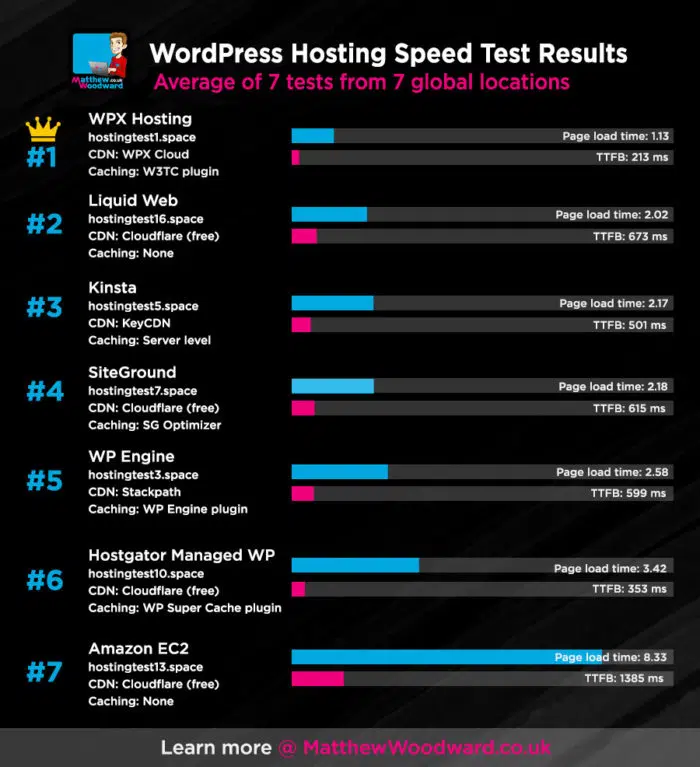 Matthew
.co.uk
Woodward
WordPress Hosting Speed Test Results
Average of 7 tests from 7 global locations
#1
WPX Hosting
hostingtest1.space
CDN: WPX Cloud
Caching: W3TC plugin
Page load time: 1.13
TTFB: 213 ms
#2
Liquid Web
hostingtest16.space
CDN: Cloudflare (free)
Caching: None
Page load time: 2.02
TTFB: 673 ms
#3
Kinsta
hostingtest5.space
CDN: KeyCDN
Caching: Server level
Page load time: 2.17
TTFB: 501 ms
#4
SiteGround
hostingtest7.space
CDN: Cloudflare (free)
Caching: SG Optimizer
Page load time: 2.18
TTFB: 615 ms
#5
WP Engine
hostingtest3.space
CDN: Stackpath
Caching: WP Engine plugin
Page load time: 2.58
TTFB: 599 ms
#6
Hostgator Managed WP
hostingtest10.space
CDN: Cloudflare (free)
Caching: WP Super Cache plugin
Page load time: 3.42
TTFB: 353 ms
#7
Amazon EC2
hostingtest13.space
CDN: Cloudflare (free)
Caching: None
Page load time: 8.33
TTFB: 1385 ms
Learn more @ MatthewWoodward.co.uk